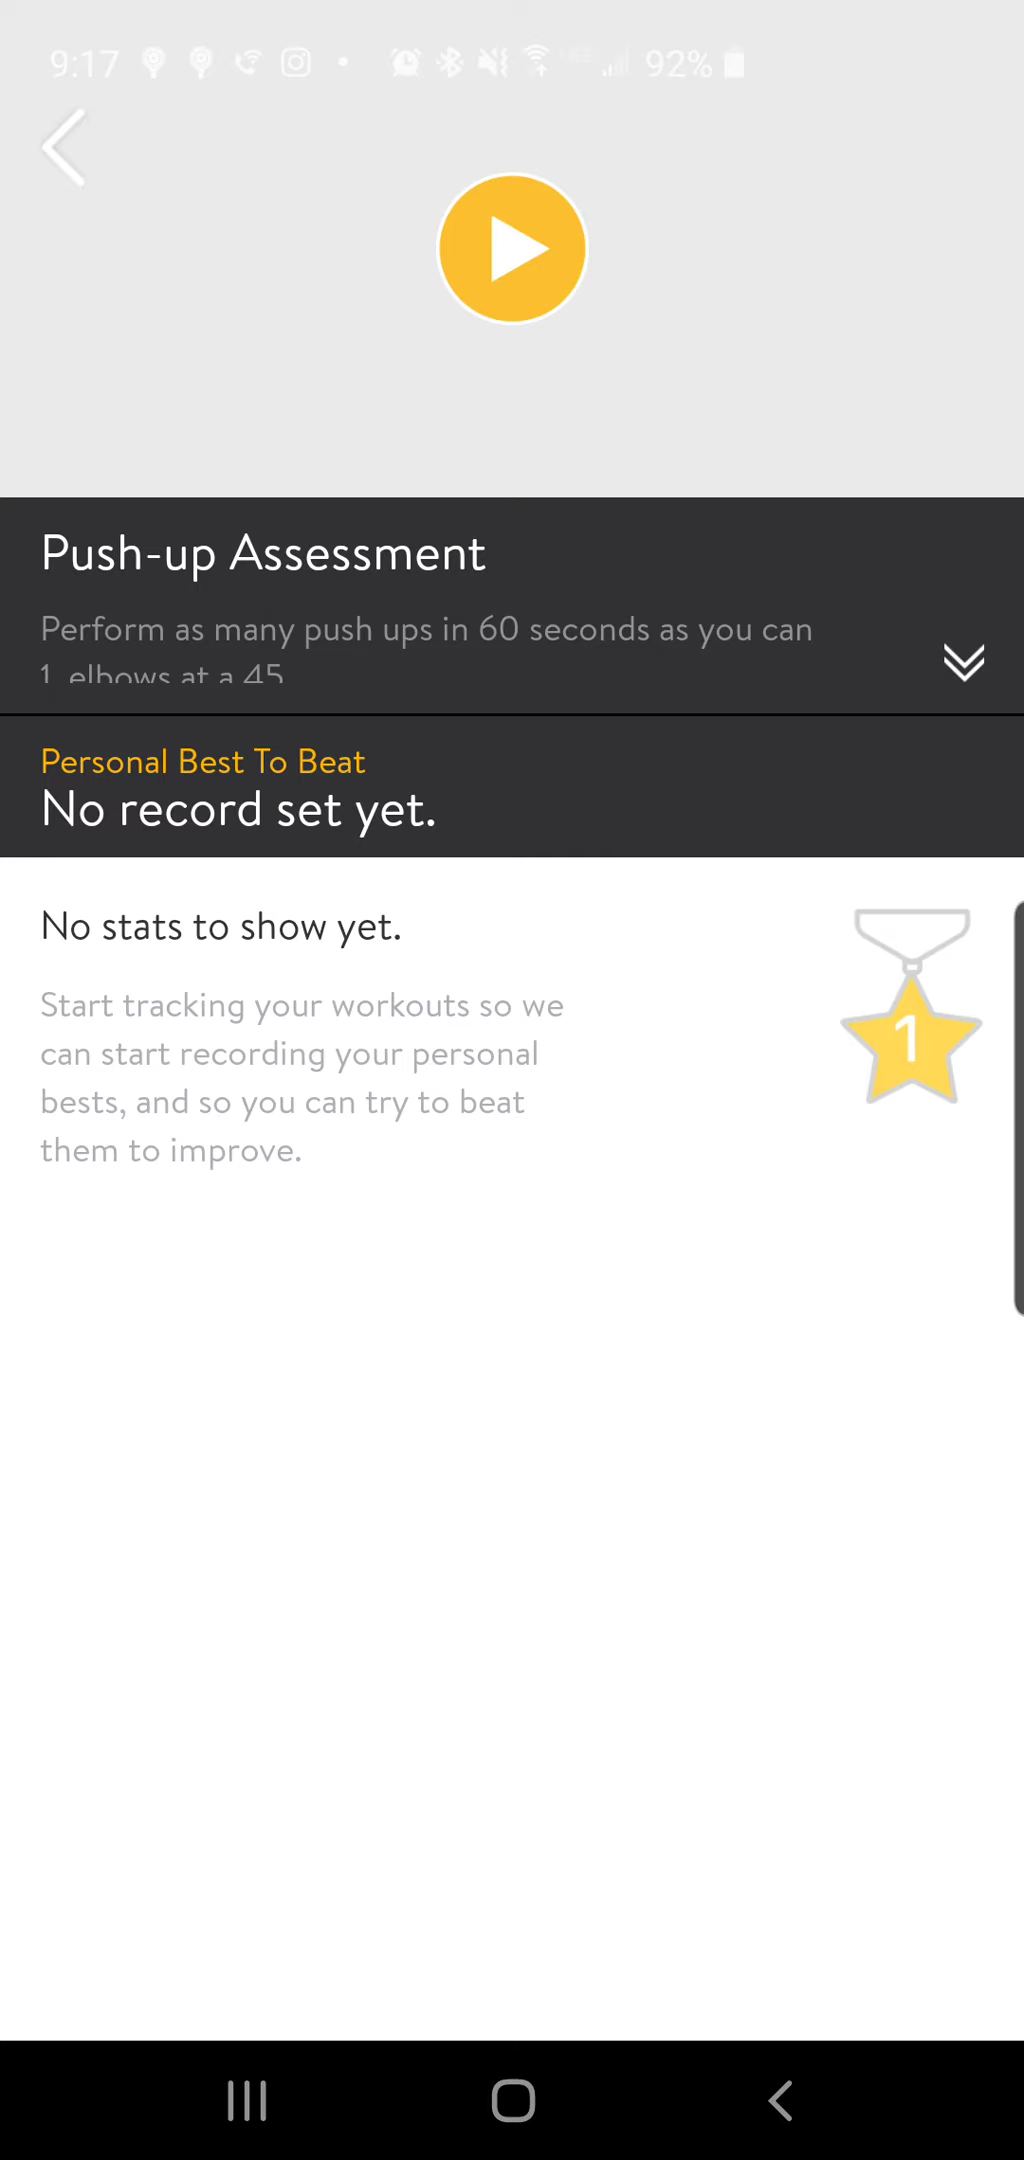 9:17 92%
Push-up Assessment
Perform as many push ups in 60 seconds as you can
1. elbows at a 45
Personal Best To Beat
No record set yet.
No stats to show yet.
Start tracking your workouts so we
can start recording your personal
bests, and so you can try to beat
them to improve.
1